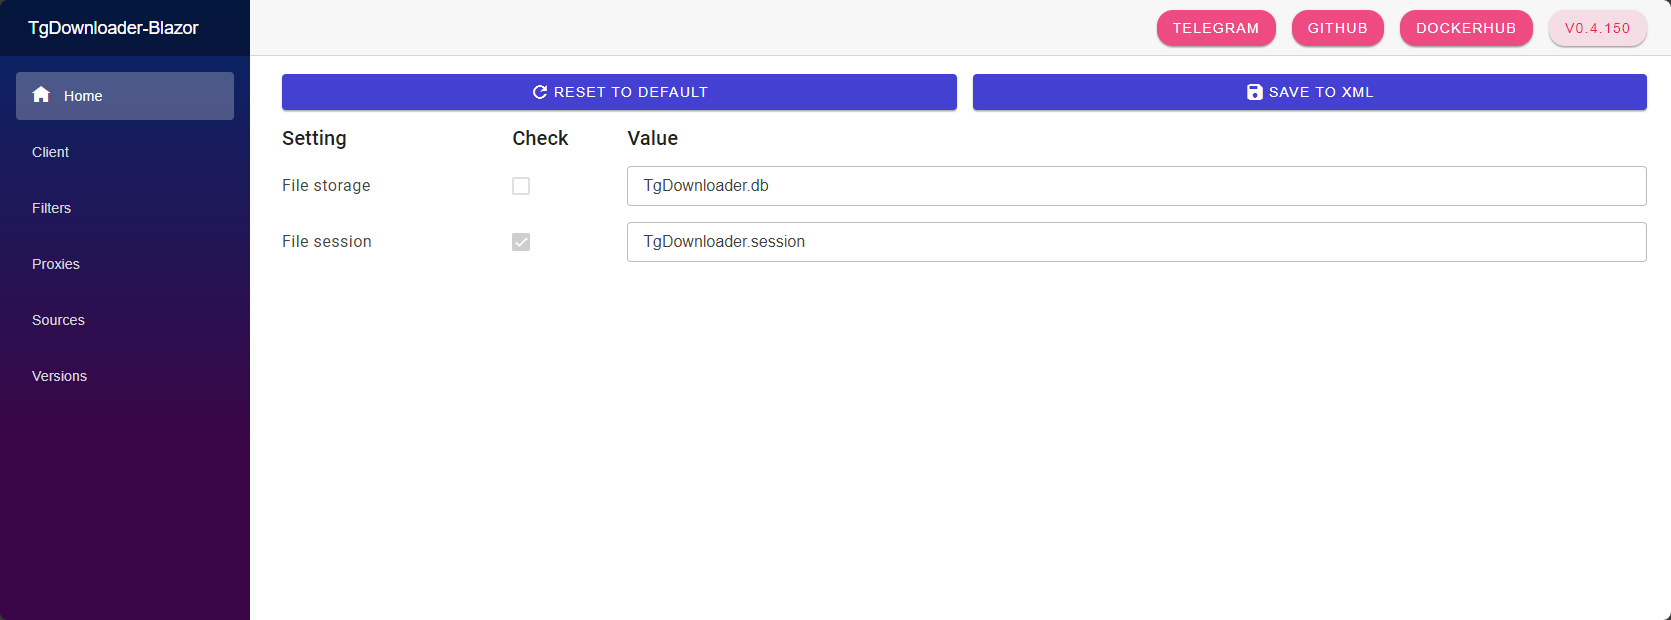 TgDownloader-Blazor
TELEGRAM
GITHUB
DOCKERHUB
V0.4.150
Home
Client
Filters
Proxies
Sources
Versions
RESET TO DEFAULT
SAVE TO XML
Setting
Check
Value
File storage
TgDownloader.db
File session
TgDownloader.session